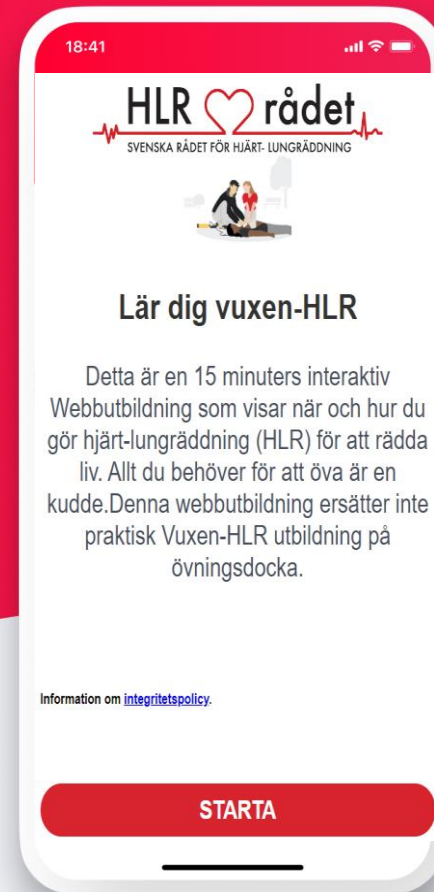 18:41
HLR rådet
SVENSKA RÅDET FÖR HJÄRT- LUNGRÄDDNING
Lär dig vuxen-HLR
Detta är en 15 minuters interaktiv
Webbutbildning som visar när och hur du
gör hjärt-lungräddning (HLR) för att rädda
liv. Allt du behöver för att öva är en
kudde.Denna webbutbildning ersätter inte
praktisk Vuxen-HLR utbildning på
övningsdocka.
Information om integritetspolicy.
STARTA